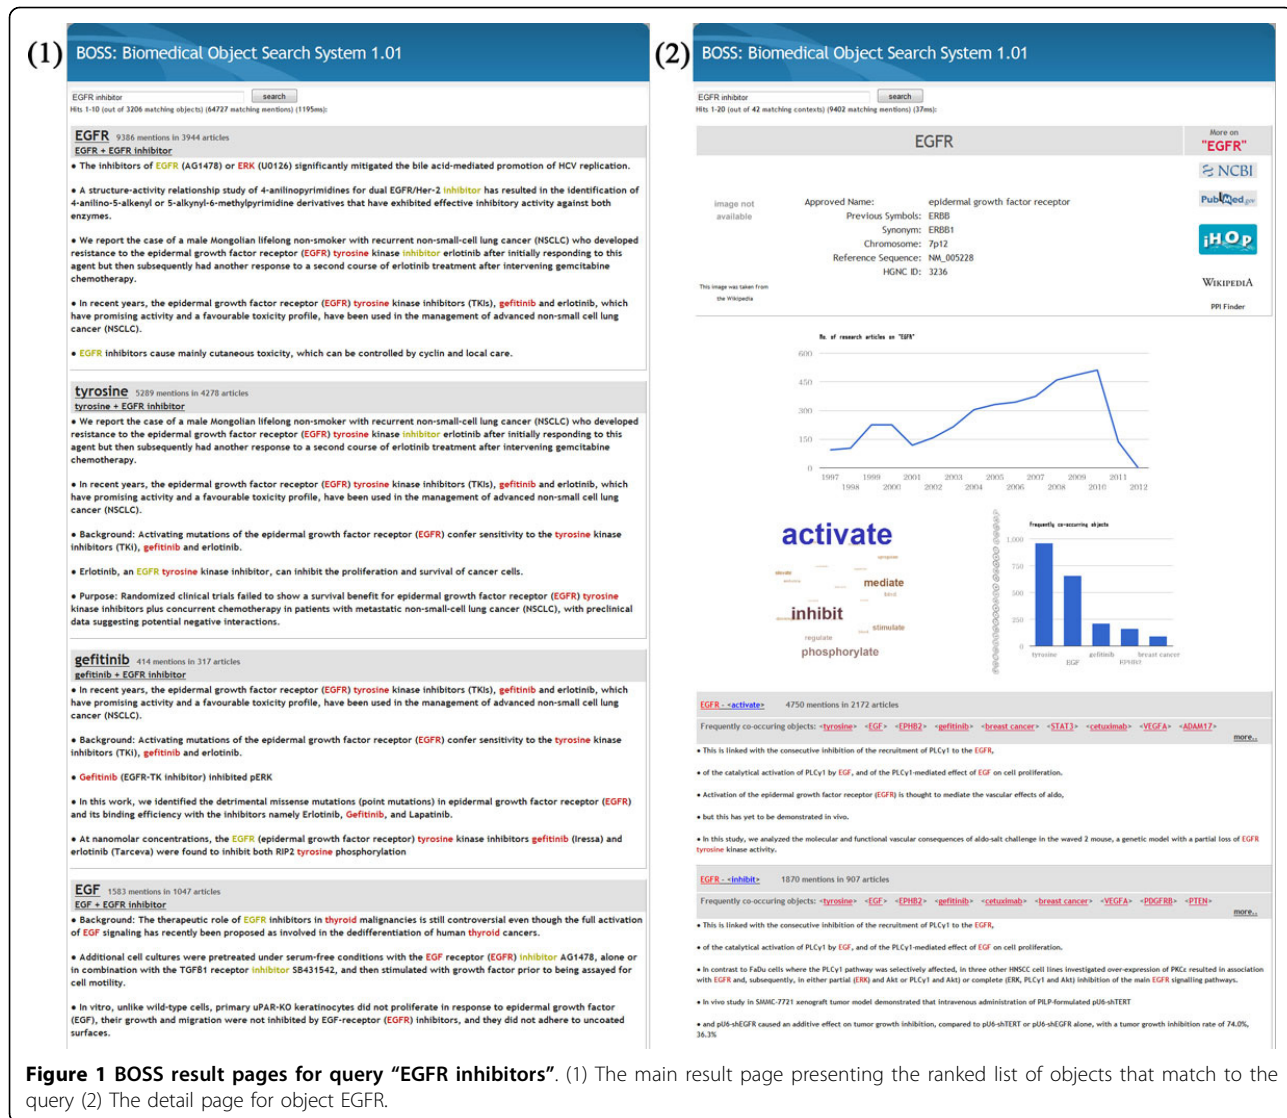 (1)
BOSS: Biomedical Object Search System 1.01
EGFR inhibitor
search
Hits 1-10 (out of 3206 matching objects) (64727 matching mentions) (1195ms):
EGFR 9386 mentions in 3944 articles
EGFR + EGFR inhibitor
• The inhibitors of EGFR (AG1478) or ERK (U0126) significantly mitigated the bile acid-mediated promotion of HCV replication.
• A structure-activity relationship study of 4-anilinopyrimidines for dual EGFR/Her-2 inhibitor has resulted in the identification of
4-anilino-5-alkenyl or 5-alkynyl-6-methylpyrimidine derivatives that have exhibited effective inhibitory activity against both
enzymes.
• We report the case of a male Mongolian lifelong non-smoker with recurrent non-small-cell lung cancer (NSCLC) who developed
resistance to the epidermal growth factor receptor (EGFR) tyrosine kinase inhibitor erlotinib after initially responding to this
agent but then subsequently had another response to a second course of erlotinib treatment after intervening gemcitabine
chemotherapy.
• In recent years, the epidermal growth factor receptor (EGFR) tyrosine kinase inhibitors (TKIs), gefitinib and erlotinib, which
have promising activity and a favourable toxicity profile, have been used in the management of advanced non-small cell lung
cancer (NSCLC).
• EGFR inhibitors cause mainly cutaneous toxicity, which can be controlled by cyclin and local care.
tyrosine 5289 mentions in 4278 articles
tyrosine + EGFR inhibitor
• We report the case of a male Mongolian lifelong non-smoker with recurrent non-small-cell lung cancer (NSCLC) who developed
resistance to the epidermal growth factor receptor (EGFR) tyrosine kinase inhibitor erlotinib after initially responding to this
agent but then subsequently had another response to a second course of erlotinib treatment after intervening gemcitabine
chemotherapy.
• In recent years, the epidermal growth factor receptor (EGFR) tyrosine kinase inhibitors (TKIs), gefitinib and erlotinib, which
have promising activity and a favourable toxicity profile, have been used in the management of advanced non-small cell lung
cancer (NSCLC).
• Background: Activating mutations of the epidermal growth factor receptor (EGFR) confer sensitivity to the tyrosine kinase
inhibitors (TKi), gefitinib and erlotinib.
• Erlotinib, an EGFR tyrosine kinase inhibitor, can inhibit the proliferation and survival of cancer cells.
• Purpose: Randomized clinical trials failed to show a survival benefit for epidermal growth factor receptor (EGFR) tyrosine
kinase inhibitors plus concurrent chemotherapy in patients with metastatic non-small-cell lung cancer (NSCLC), with preclinical
data suggesting potential negative interactions.
gefitinib 414 mentions in 317 articles
gefitinib + EGFR inhibitor
• In recent years, the epidermal growth factor receptor (EGFR) tyrosine kinase inhibitors (TKIs), gefitinib and erlotinib, which
have promising activity and a favourable toxicity profile, have been used in the management of advanced non-small cell lung
cancer (NSCLC).
• Background: Activating mutations of the epidermal growth factor receptor (EGFR) confer sensitivity to the tyrosine kinase
inhibitors (TKi), gefitinib and erlotinib.
• Gefitinib (EGFR-TK inhibitor) inhibited pERK
• In this work, we identified the detrimental missense mutations (point mutations) in epidermal growth factor receptor (EGFR)
and its binding efficiency with the inhibitors namely Erlotinib, Gefitinib, and Lapatinib.
• At nanomolar concentrations, the EGFR (epidermal growth factor receptor) tyrosine kinase inhibitors gefitinib (Iressa) and
erlotinib (Tarceva) were found to inhibit both RIP2 tyrosine phosphorylation
EGF 1583 mentions in 1047 articles
EGF + EGFR inhibitor
• Background: The therapeutic role of EGFR inhibitors in thyroid malignancies is still controversial even though the full activation
of EGF signaling has recently been proposed as involved in the dedifferentiation of human thyroid cancers.
• Additional cell cultures were pretreated under serum-free conditions with the EGF receptor (EGFR) inhibitor AG1478, alone or
in combination with the TGFB1 receptor inhibitor SB431542, and then stimulated with growth factor prior to being assayed for
cell motility.
• In vitro, unlike wild-type cells, primary uPAR-KO keratinocytes did not proliferate in response to epidermal growth factor
(EGF), their growth and migration were not inhibited by EGF-receptor (EGFR) inhibitors, and they did not adhere to uncoated
surfaces.
(2)
BOSS: Biomedical Object Search System 1.01
EGFR inhibitor
search
Hits 1-20 (out of 42 matching contexts) (9402 matching mentions) (37ms):
EGFR
More on
"EGFR"
NCBI
PubMed.gov
iHOP
WIKIPEDIA
PPI Finder
image not
available
This image was taken from
the Wikipedia
Approved Name: epidermal growth factor receptor
Previous Symbols: ERBB
Synonym: ERBB1
Chromosome: 7p12
Reference Sequence: NM_005228
HGNC ID: 3236
No. of research articles on "EGFR"
600
450
300
150
0
1997 1998 1999 2000 2001 2002 2003 2004 2005 2006 2007 2008 2009 2010 2011 2012
activate
mediate
inhibit
stimulate
regulate
phosphorylate
Frequently co-occurring objects
1,000
750
500
250
0
tyrosine EGF gefitinib EPHB2 breast cancer
EGFR - <activate> 4750 mentions in 2172 articles
Frequently co-occuring objects: <tyrosine> <EGF> <EPHB2> <gefitinib> <breast cancer> <STAT3> <cetuximab> <VEGFA> <ADAM17>
more..
• This is linked with the consecutive inhibition of the recruitment of PLCy1 to the EGFR,
• of the catalytical activation of PLCy1 by EGF, and of the PLCy1-mediated effect of EGF on cell proliferation.
• Activation of the epidermal growth factor receptor (EGFR) is thought to mediate the vascular effects of aldo,
• but this has yet to be demonstrated in vivo.
• In this study, we analyzed the molecular and functional vascular consequences of aldo-salt challenge in the waved 2 mouse, a genetic model with a partial loss of EGFR
tyrosine kinase activity.
EGFR - <inhibit> 1870 mentions in 907 articles
Frequently co-occuring objects: <tyrosine> <EGF> <EPHB2> <gefitinib> <cetuximab> <breast cancer> <VEGFA> <PDGFRB> <PTEN>
more..
• This is linked with the consecutive inhibition of the recruitment of PLCy1 to the EGFR,
• of the catalytical activation of PLCy1 by EGF, and of the PLCy1-mediated effect of EGF on cell proliferation.
• In contrast to FaDu cells where the PLCy1 pathway was selectively affected, in three other HNSCC cell lines investigated over-expression of PKCε resulted in association
with EGFR and, subsequently, in either partial (ERK) and Akt or PLCy1 and Akt) or complete (ERK, PLCy1 and Akt) inhibition of the main EGFR signalling pathways.
• In vivo study in SMMC-7721 xenograft tumor model demonstrated that intravenous administration of PILP-formulated pU6-shTERT
• and pU6-shEGFR caused an additive effect on tumor growth inhibition, compared to pU6-shTERT or pU6-shEGFR alone, with a tumor growth inhibition rate of 74.0%,
36.3%
Figure 1 BOSS result pages for query “EGFR inhibitors”. (1) The main result page presenting the ranked list of objects that match to the
query (2) The detail page for object EGFR.